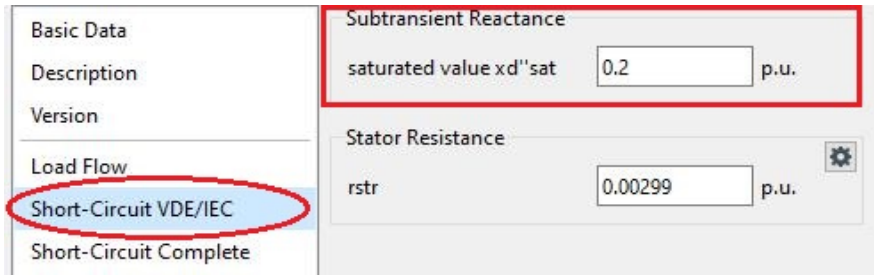 Basic Data
Description
Version
Load Flow
Short-Circuit VDE/IEC
Short-Circuit Complete
Subtransient Reactance
saturated value xd''sat 0.2 p.u.
Stator Resistance
rstr 0.00299 p.u.